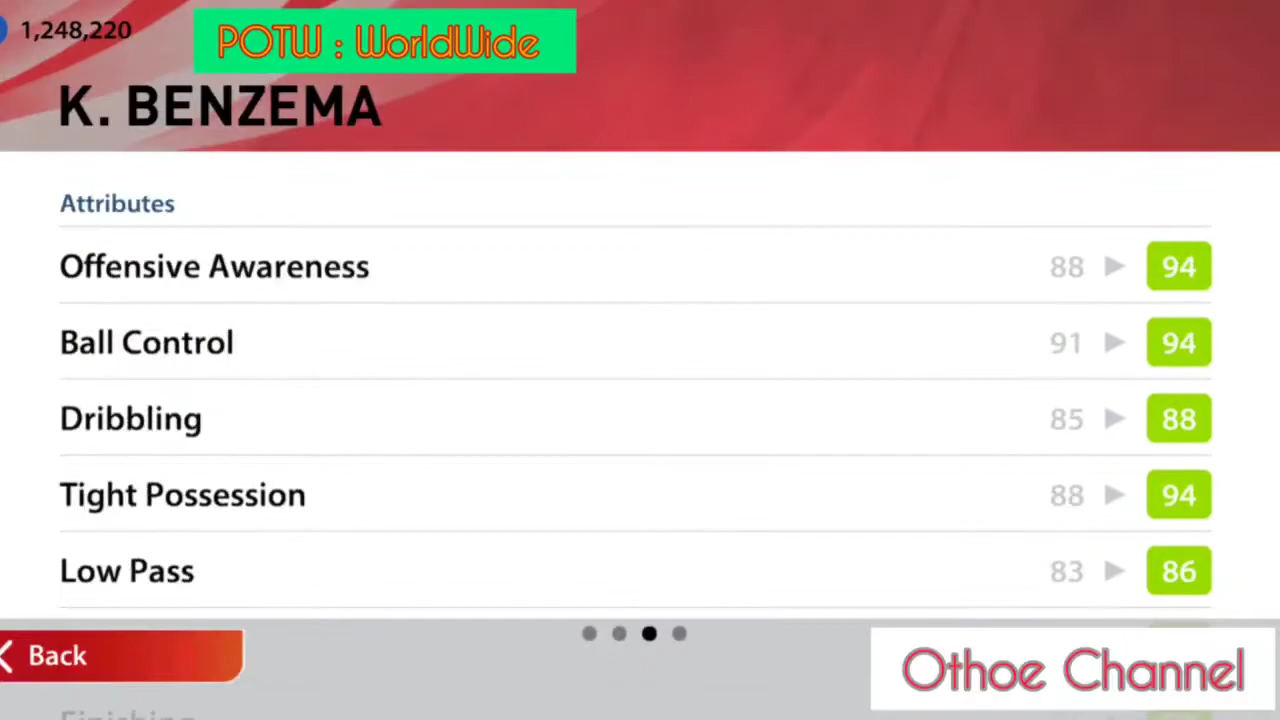 1,248,220
POTW : WorldWide
K. BENZEMA
Attributes
Offensive Awareness 88 94
Ball Control 91 94
Dribbling 85 88
Tight Possession 88 94
Low Pass 83 86
Back
Othoe Channel
Finishing